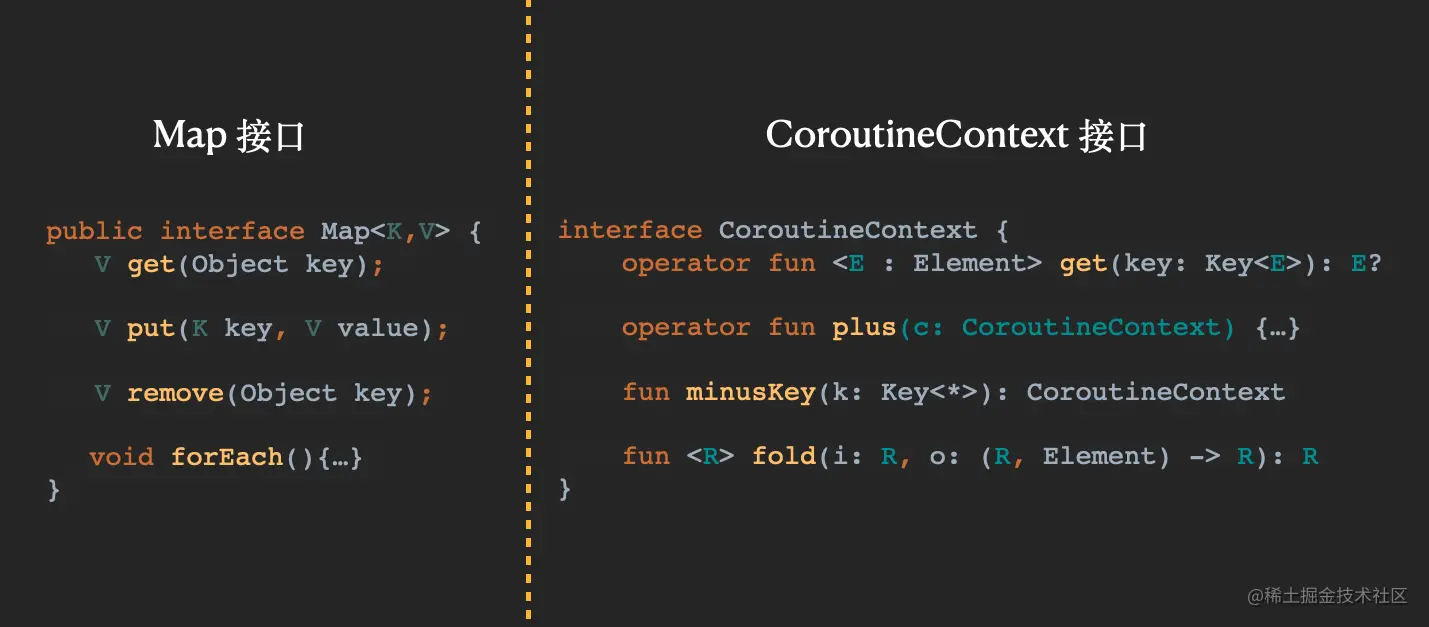 Map 接口
public interface Map<K,V> {
V get(Object key);
V put(K key, V value);
V remove(Object key);
void forEach(){…}
}
CoroutineContext 接口
interface CoroutineContext {
operator fun <E : Element> get(key: Key<E>): E?
operator fun plus(c: CoroutineContext) {…}
fun minusKey(k: Key<*>): CoroutineContext
fun <R> fold(i: R, o: (R, Element) -> R): R
}
@稀土掘金技术社区